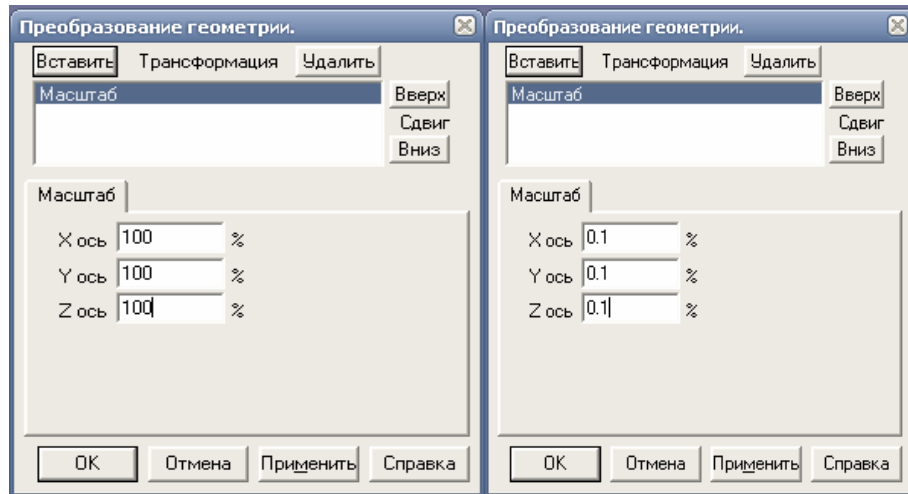 Преобразование геометрии.
Вставить Трансформация Удалить
Масштаб
Вверх
Сдвиг
Вниз
Масштаб
X ось 100 %
Y ось 100 %
Z ось 100 %
OK Отмена Применить Справка
Преобразование геометрии.
Вставить Трансформация Удалить
Масштаб
Вверх
Сдвиг
Вниз
Масштаб
X ось 0.1 %
Y ось 0.1 %
Z ось 0.1 %
OK Отмена Применить Справка